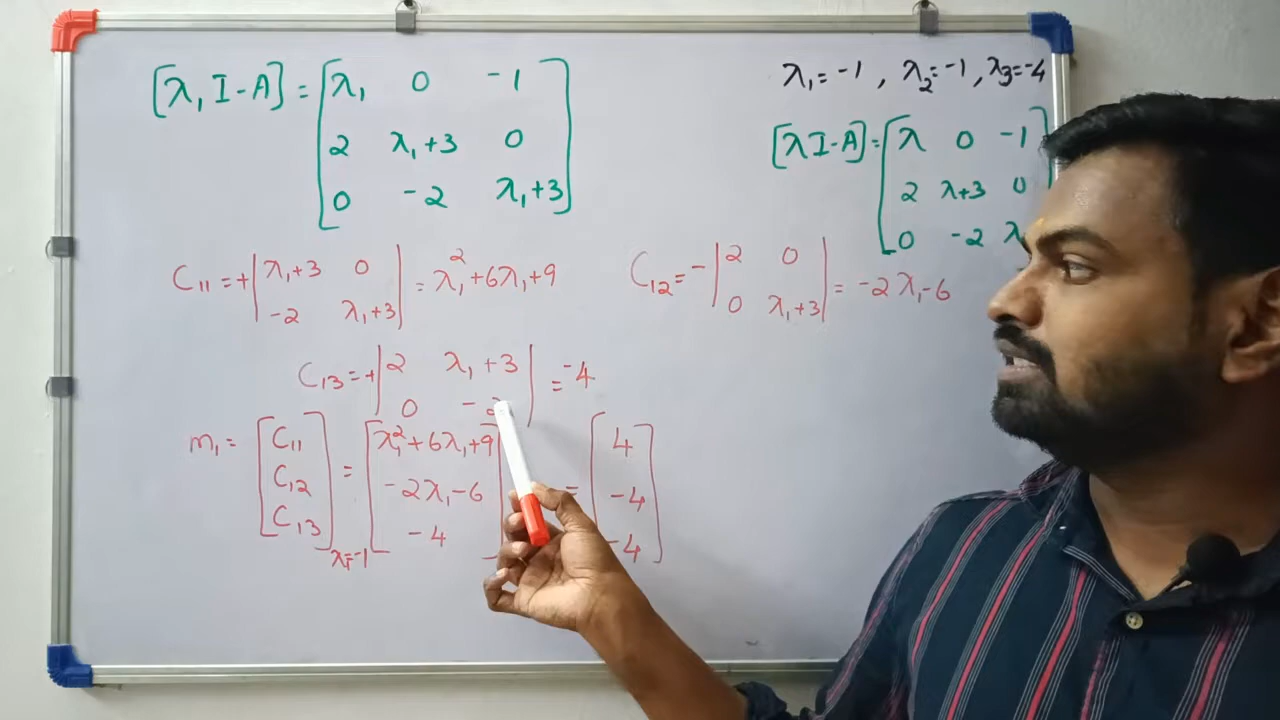 [λ₁ I-A] = [λ₁ 0 -1
2 λ₁+3 0
0 -2 λ₁+3]
λ₁ = -1 , λ₂ = -1 , λ3 = -4
[λI-A] = [λ 0 -1
2 λ+3 0
0 -2 λ
C₁₁ = + |λ₁+3 0
-2 λ₁+3| = λ₁² + 6λ₁ + 9
C₁₂ = - |2 0
0 λ₁+3| = -2λ₁-6
C₁₃ = + |2 λ₁+3
0 -2| = -4
m₁ = [C₁₁ C₁₂ C₁₃] λ₁=-1 = [λ₁²+6λ₁+9
-2λ₁-6
-4] = [4
-4
-4]